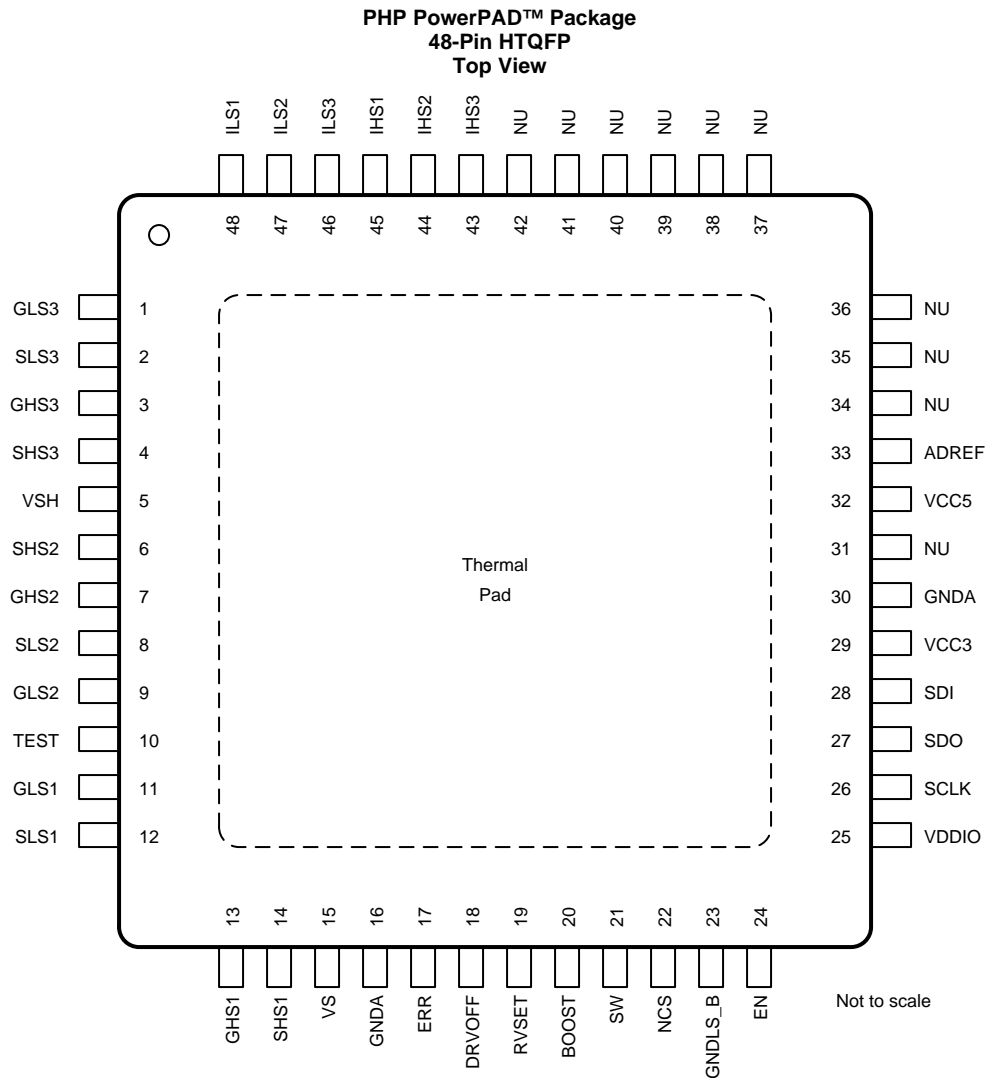 PHP PowerPAD™ Package
48-Pin HTQFP
Top View
ILS1 ILS2 ILS3 IHS1 IHS2 IHS3 NU NU NU NU NU NU
48 47 46 45 44 43 42 41 40 39 38 37
GLS3 1 36 NU
SLS3 2 35 NU
GHS3 3 34 NU
SHS3 4 33 ADREF
VSH 5 32 VCC5
SHS2 6 31 NU
Thermal
Pad
GHS2 7 30 GNDA
SLS2 8 29 VCC3
GLS2 9 28 SDI
TEST 10 27 SDO
GLS1 11 26 SCLK
SLS1 12 25 VDDIO
13 14 15 16 17 18 19 20 21 22 23 24
GHS1 SHS1 VS GNDA ERR DRVOFF RVSET BOOST SW NCS GNDLS_B EN
Not to scale